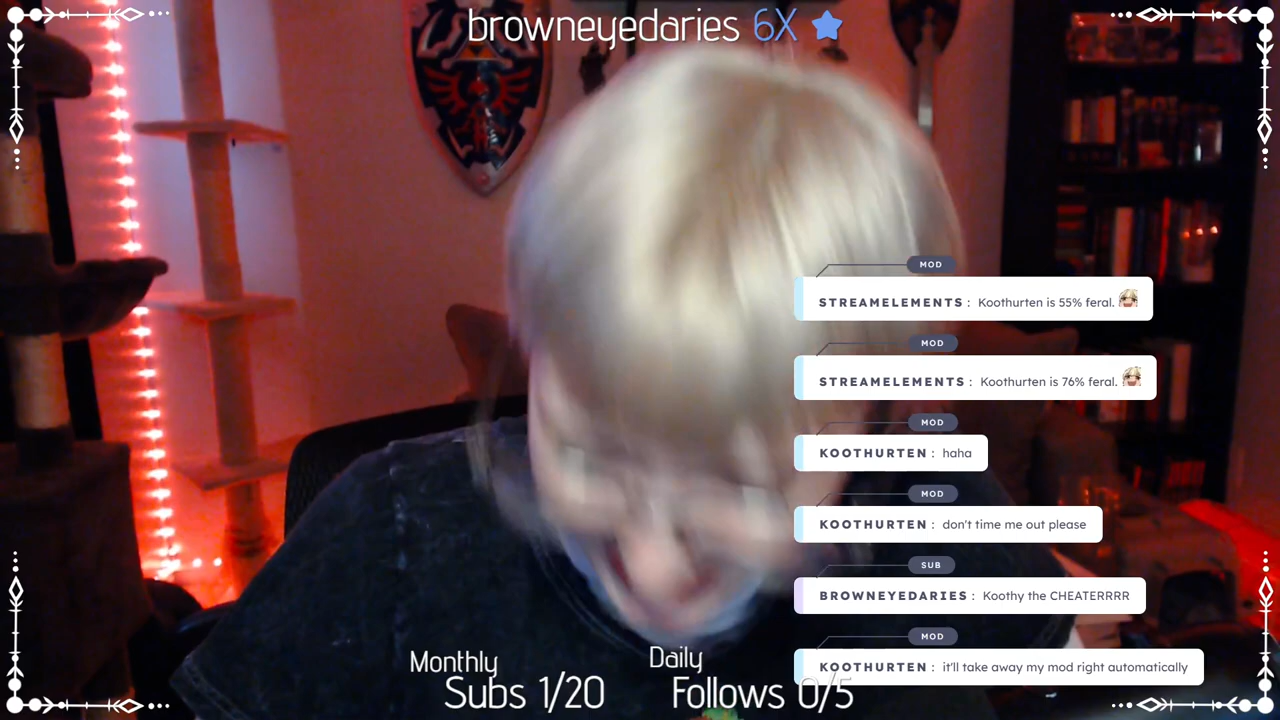 browneyedaries 6X
MOD
STREAMELEMENTS : Koothurten is 55% feral.
MOD
STREAMELEMENTS : Koothurten is 76% feral.
MOD
KOOTHURTEN : haha
MOD
KOOTHURTEN : don't time me out please
SUB
BROWNEYEDARIES : Koothy the CHEATERRRR
MOD
KOOTHURTEN : it'll take away my mod right automatically
Monthly
Subs 1/20
Daily
Follows 0/5